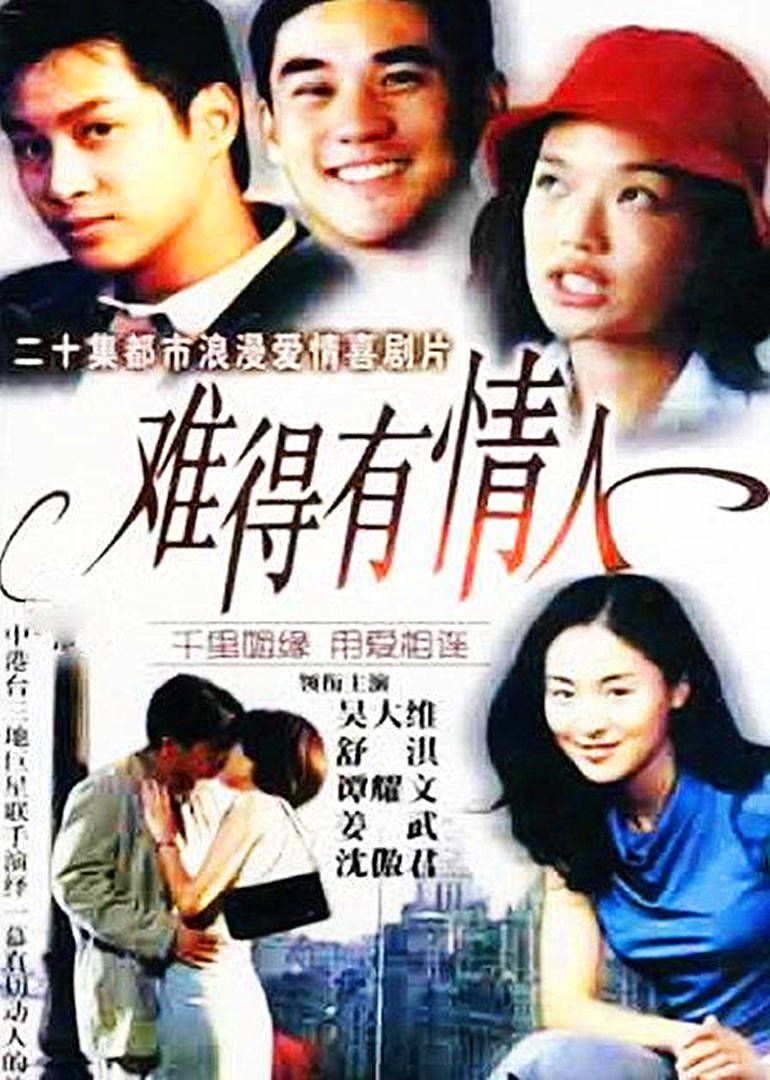 二十集都市浪漫爱情喜剧片
难得有情人
千里姻缘 用爱相连
领衔主演
吴大维
舒淇
谭耀文
姜武
沈傲君
中港台三地巨星联手演绎一幕真切动人的